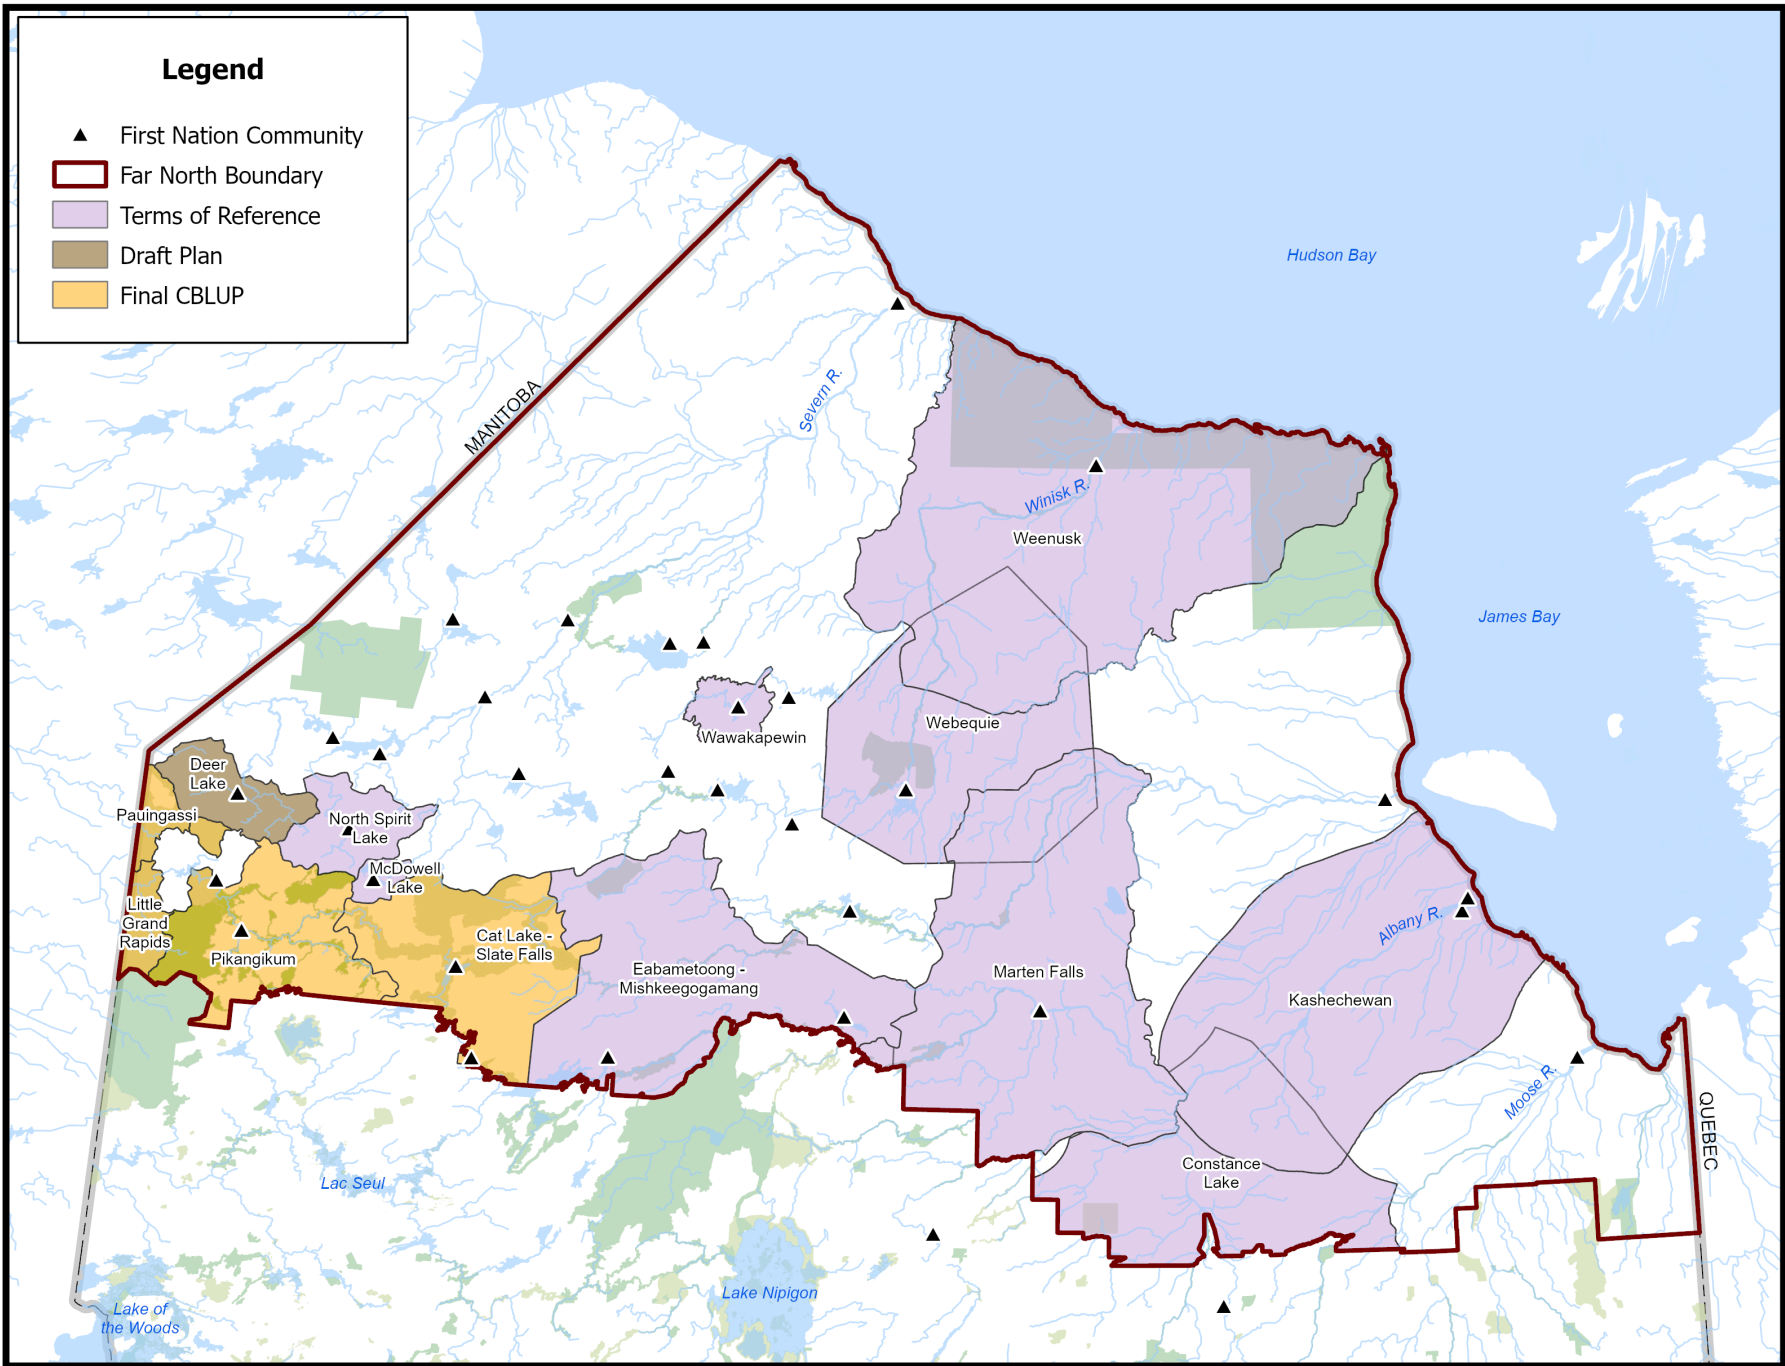 Legend
First Nation Community
Far North Boundary
Terms of Reference
Draft Plan
Final CBLUP
Hudson Bay
MANITOBA
Severn R.
Winisk R.
Weenusk
James Bay
Webequie
Wawakapewin
Deer
Lake
Pauingassi
North Spirit
Lake
McDowell
Lake
Little
Grand
Rapids
Pikangikum
Cat Lake -
Slate Falls
Eabametoong -
Mishkeegogamang
Marten Falls
Albany R.
Kashechewan
Moose R.
QUEBEC
Constance
Lake
Lac Seul
Lake Nipigon
Lake of
the Woods